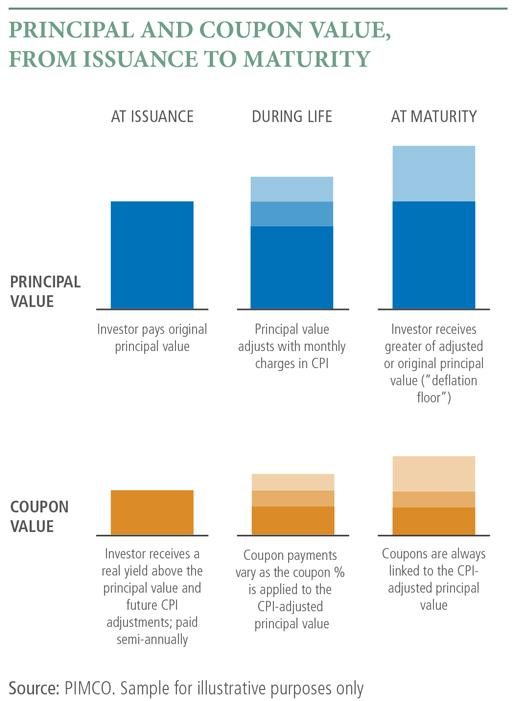 PRINCIPAL AND COUPON VALUE,
FROM ISSUANCE TO MATURITY
AT ISSUANCE
DURING LIFE
AT MATURITY
PRINCIPAL
VALUE
Investor pays original
principal value
Principal value
adjusts with monthly
charges in CPI
Investor receives
greater of adjusted
or original principal
value (“deflation
floor”)
COUPON
VALUE
Investor receives a
real yield above the
principal value and
future CPI
adjustments; paid
semi-annually
Coupon payments
vary as the coupon %
is applied to the
CPI-adjusted
principal value
Coupons are always
linked to the CPI-
adjusted principal
value
Source: PIMCO. Sample for illustrative purposes only